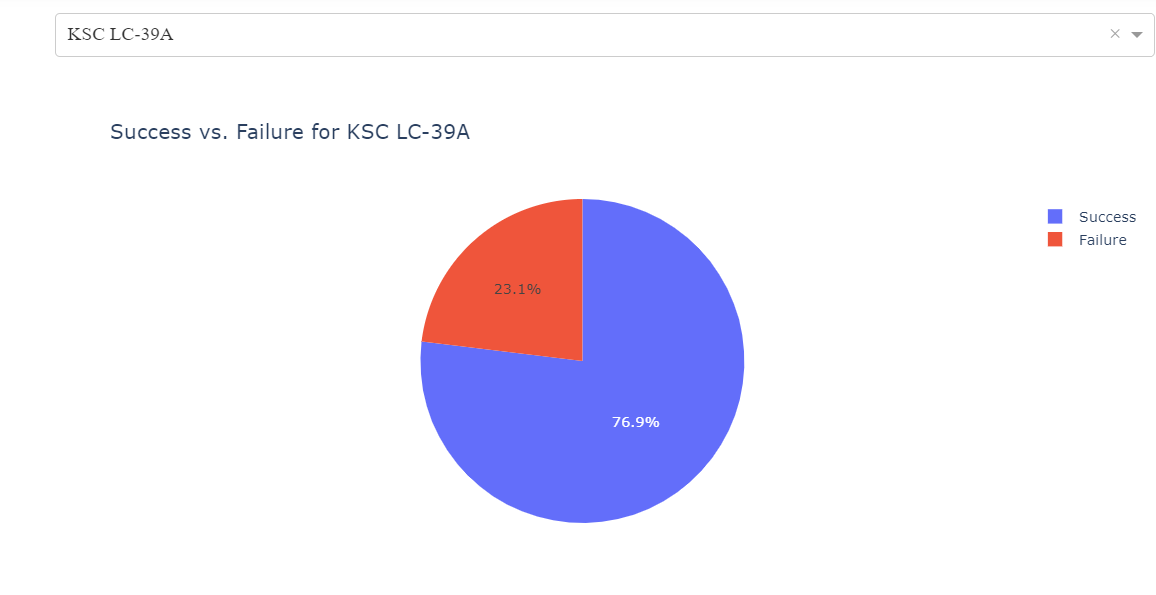 KSC LC-39A
Success vs. Failure for KSC LC-39A
Success
Failure
23.1%
76.9%